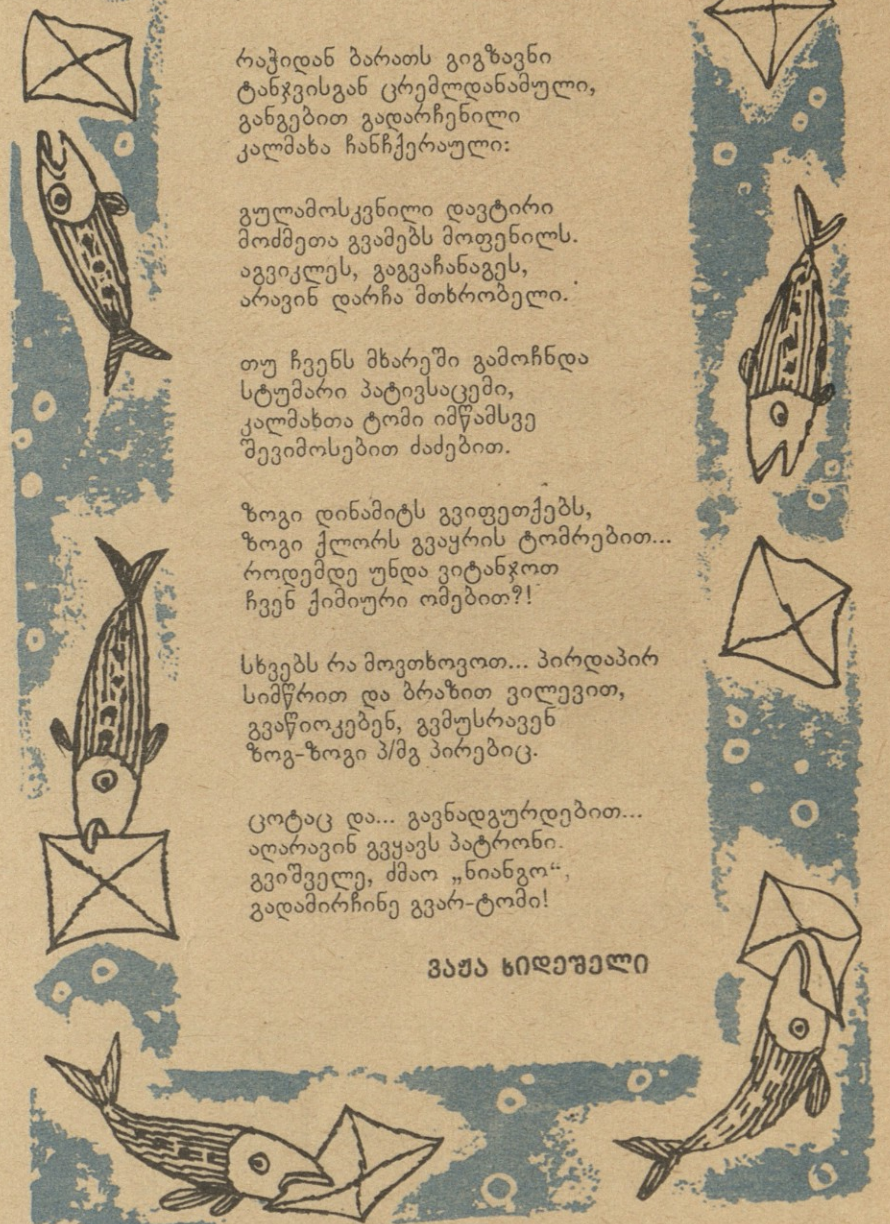 რაჭიდან ბარათს გიგზავნი
ტანჯვისგან ცრემლდანამული,
განგებით გადარჩენილი
კალმახა ჩანჩქერაული:
გულამოსკვნილი დავტირი
მოძმეთა გვამებს მოფენილს.
აგვიკლეს, გაგვაჩანაგეს,
არავინ დარჩა მთხრობელი.
თუ ჩვენს მხარეში გამოჩნდა
სტუმარი პატივსაცემი,
კალმახთა ტომი იმწამსვე
შევიმოსებით ძაძებით.
ზოგი დინამიტს გვიფეთქებს,
ზოგი ქლორს გვაყრის ტომრებით...
როდემდე უნდა ვიტანჯოთ
ჩვენ ქიმიური ომებით?!
სხვებს რა მოვთხოვოთ... პირდაპირ
სიმწრით და ბრაზით ვილევით,
გვაწიოკებენ, გვმუსრავენ
ზოგ-ზოგი პ/მგ პირებიც.
ცოტაც და... გავნადგურდებით...
აღარავინ გვყავს პატრონი.
გვიშველე, ძმაო „ნიანგო“,
გადამირჩინე გვარ-ტომი!
ვაჟა ხიდეშელი